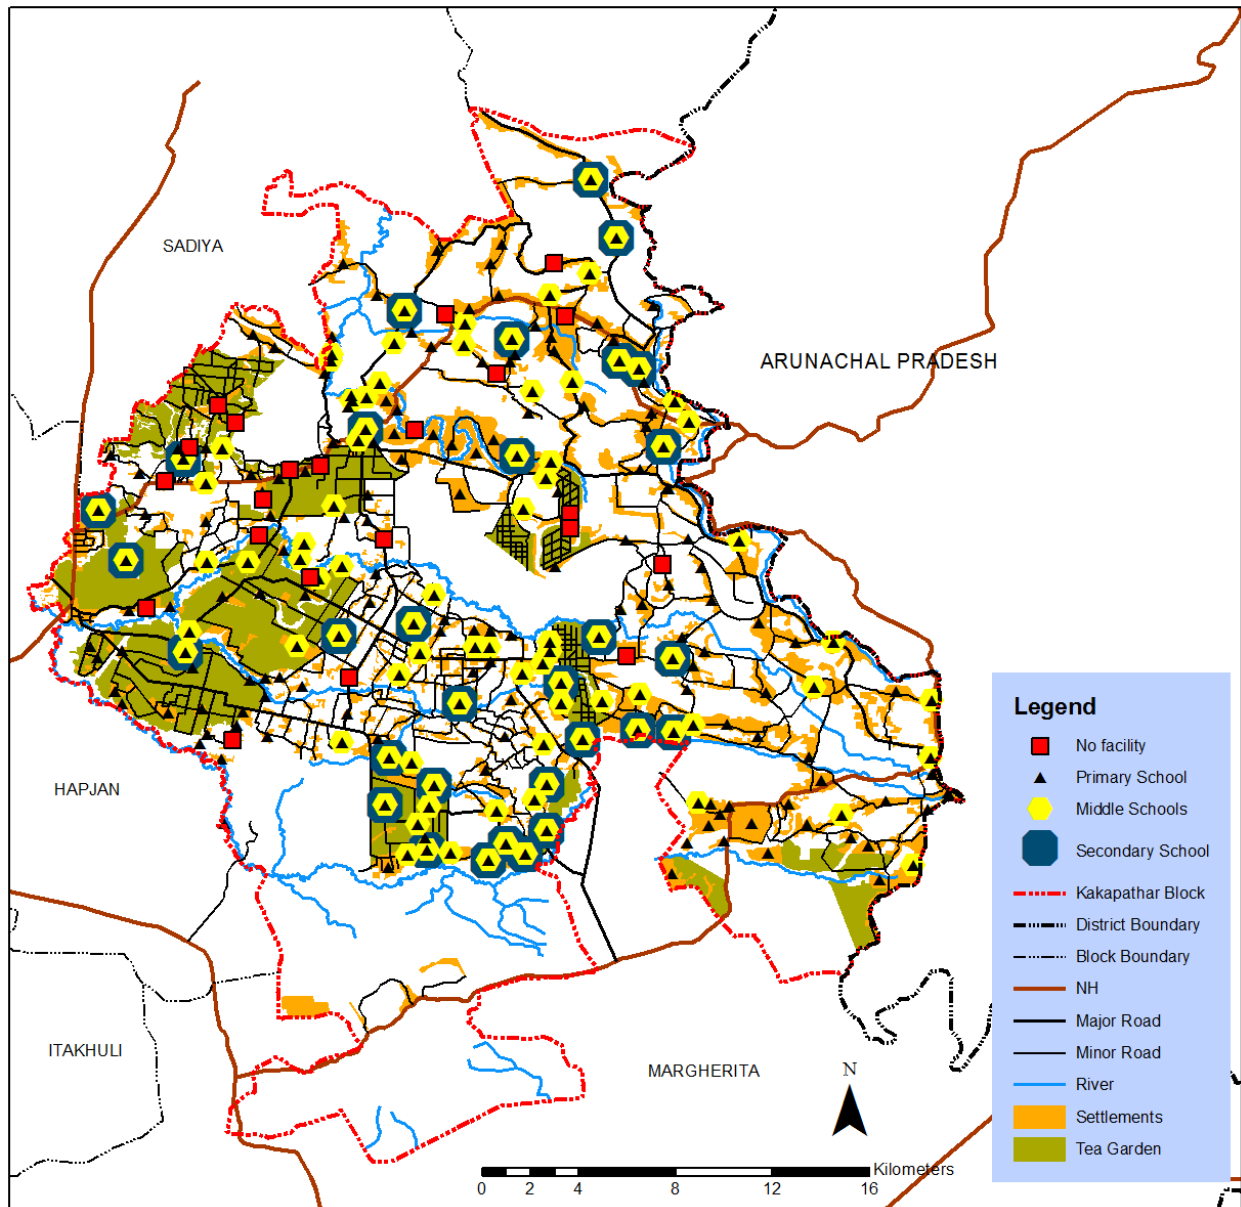 SADIYA
ARUNACHAL PRADESH
HAPJAN
ITAKHULI
MARGHERITA
N
Kilometers
0 2 4 8 12 16
Legend
No facility
Primary School
Middle Schools
Secondary School
Kakapathar Block
District Boundary
Block Boundary
NH
Major Road
Minor Road
River
Settlements
Tea Garden